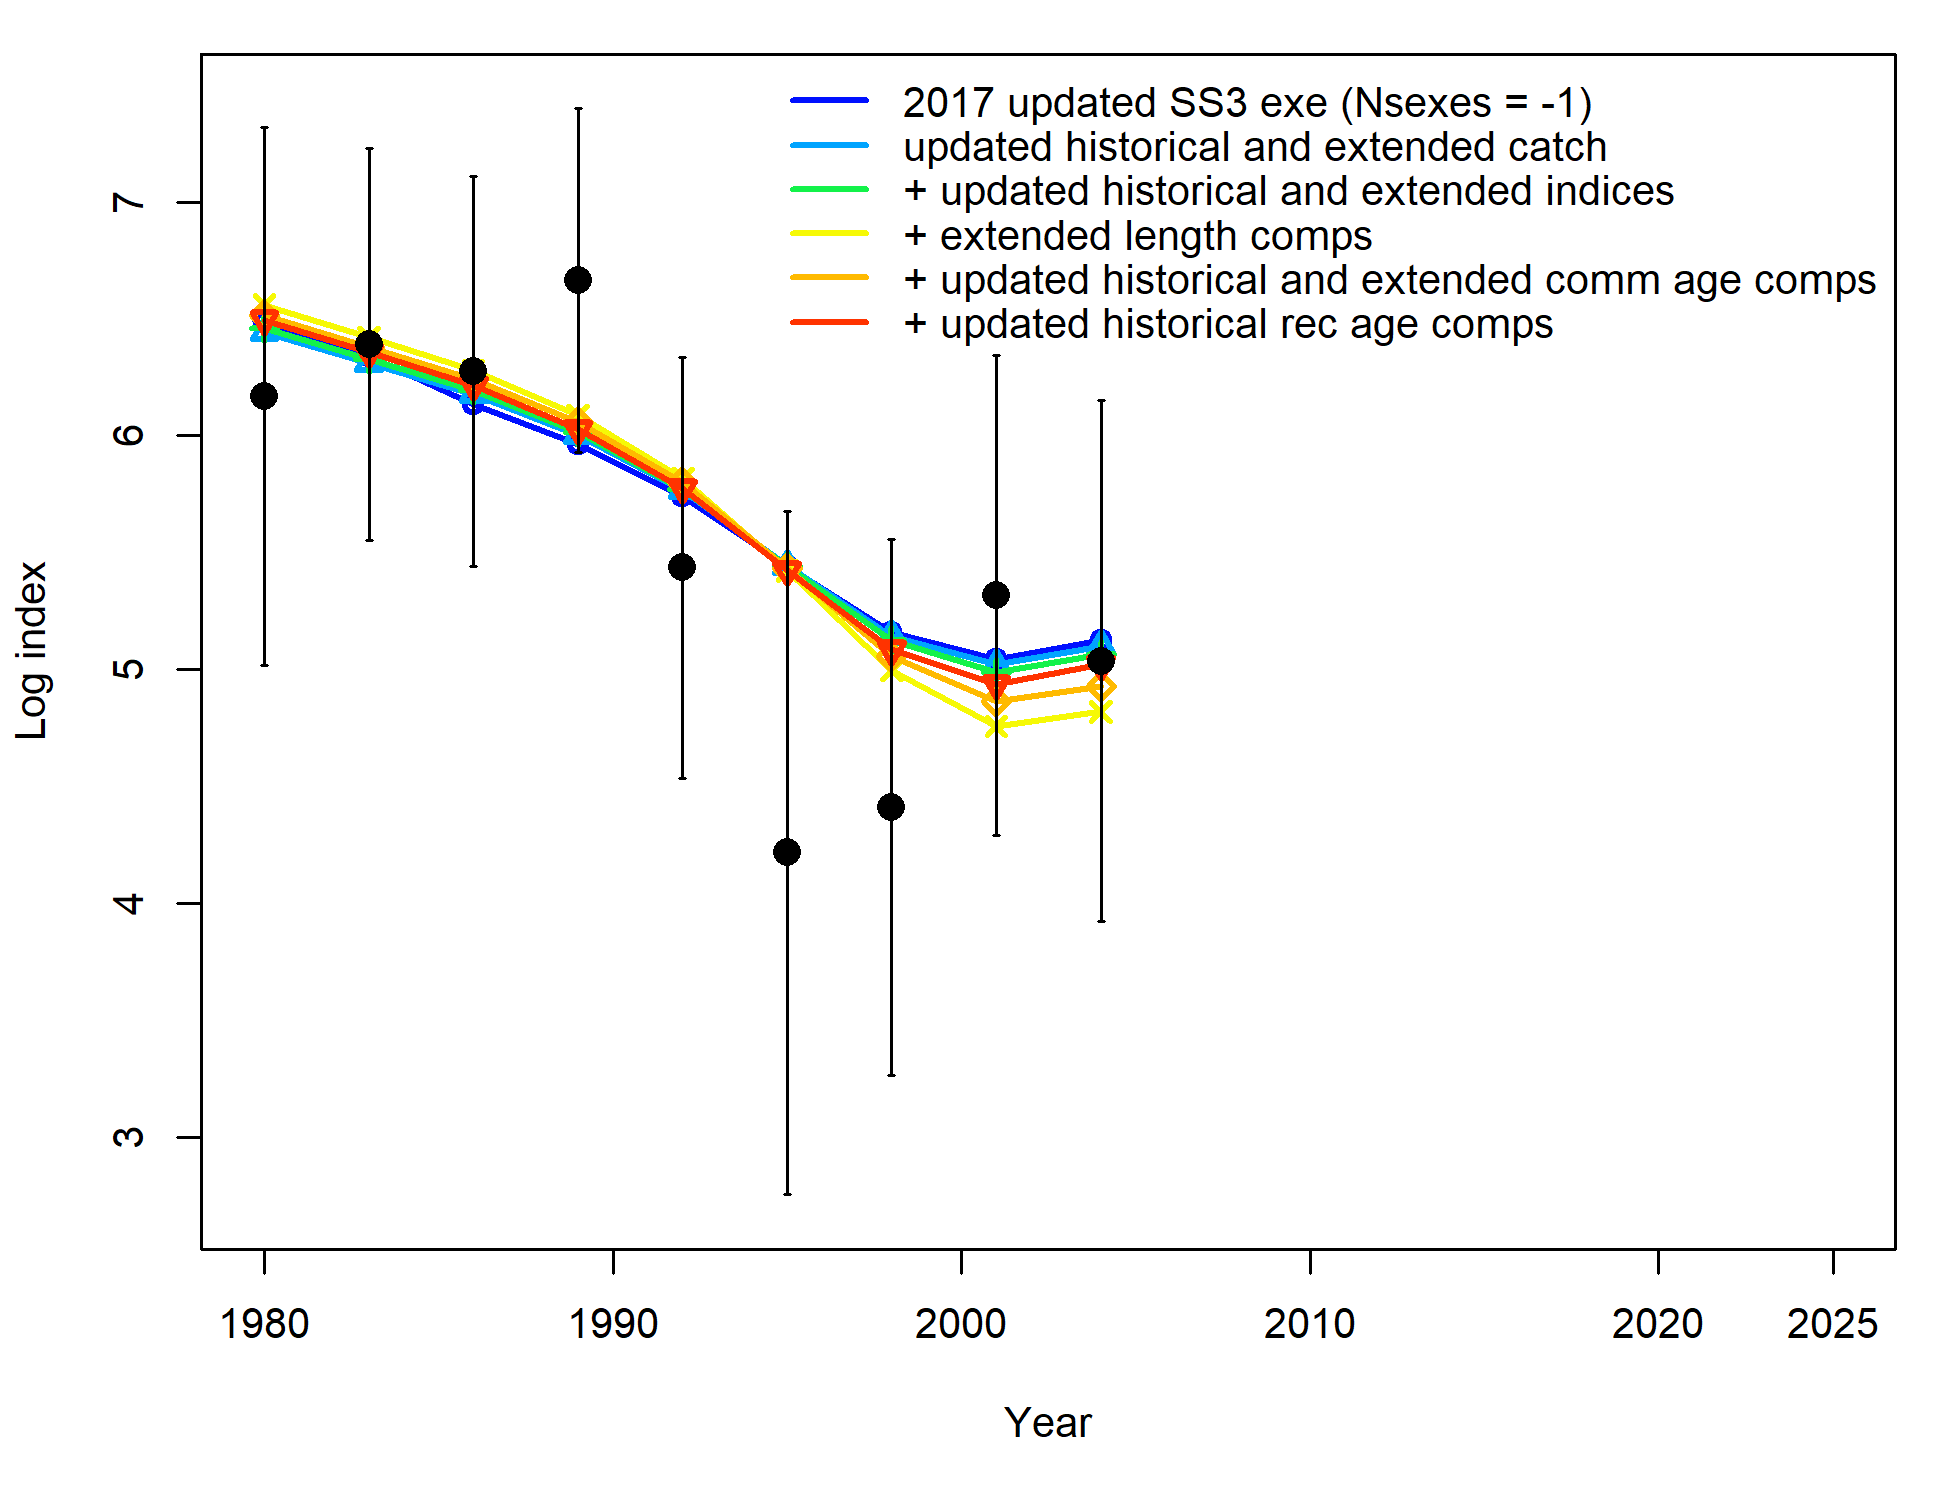 2017 updated SS3 exe (Nsexes = -1)
updated historical and extended catch
+ updated historical and extended indices
+ extended length comps
+ updated historical and extended comm age comps
+ updated historical rec age comps
7
6
5
4
3
Log index
1980 1990 2000 2010 2020 2025
Year